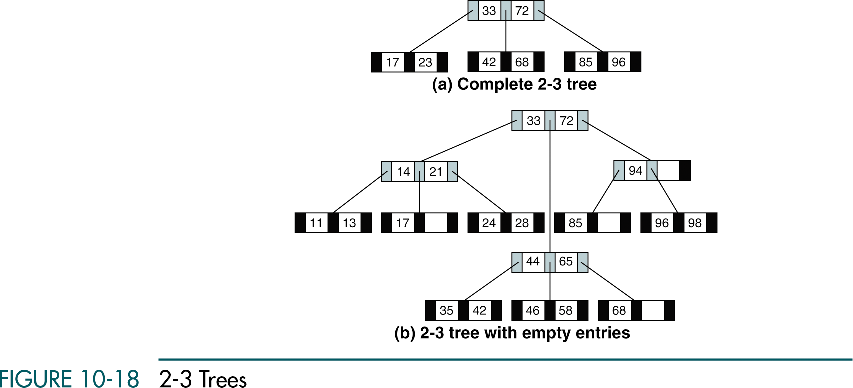 33 72
17 23 42 68 85 96
(a) Complete 2-3 tree
33 72
14 21 94
11 13 17 24 28 85 96 98
44 65
35 42 46 58 68
(b) 2-3 tree with empty entries
FIGURE 10-18 2-3 Trees